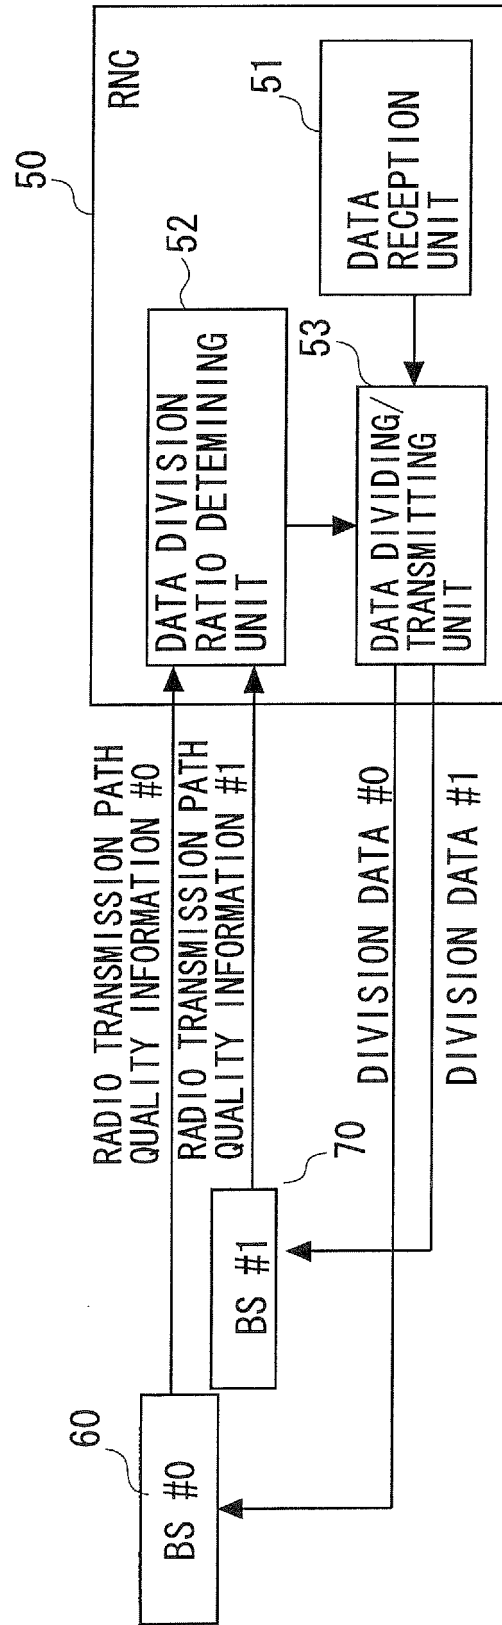 50
RNC
52
DATA DIVISION
RATIO DETEMINING
UNIT
51
DATA
RECEPTION
UNIT
53
DATA DIVIDING/
TRANSMITTING
UNIT
RADIO TRANSMISSION PATH
QUALITY INFORMATION #0
RADIO TRANSMISSION PATH
QUALITY INFORMATION #1
60
BS #0
70
BS #1
DIVISION DATA #0
DIVISION DATA #1